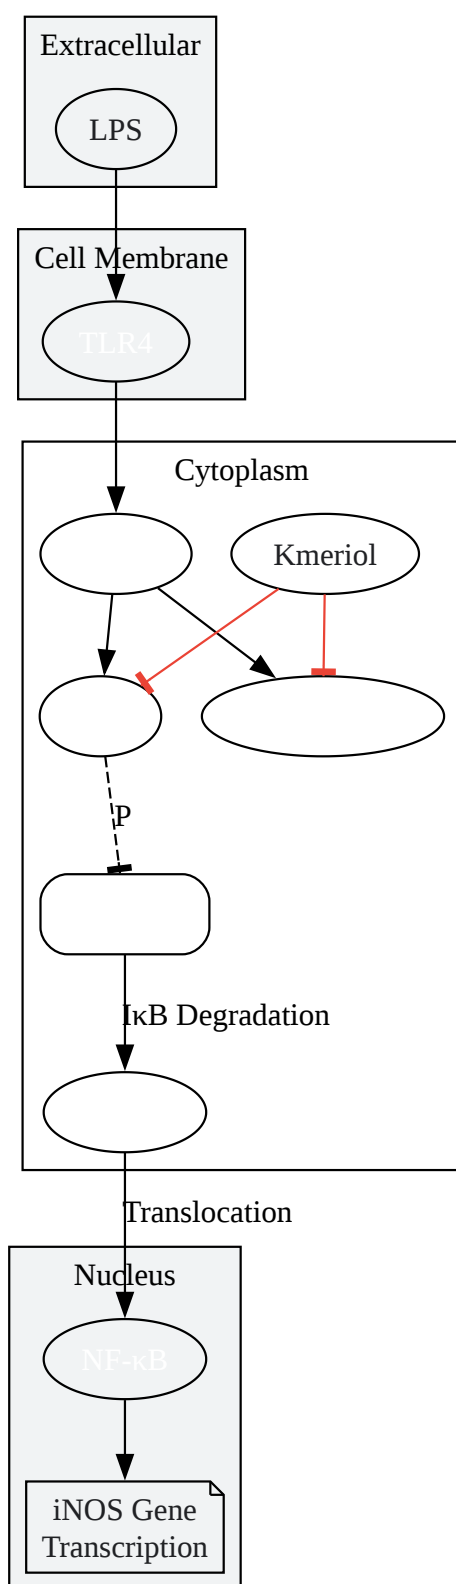 Extracellular
LPS
Cell Membrane
TLR4
Cytoplasm
Kmeriol
P
IκB Degradation
Translocation
Nucleus
NF-κB
iNOS Gene
Transcription